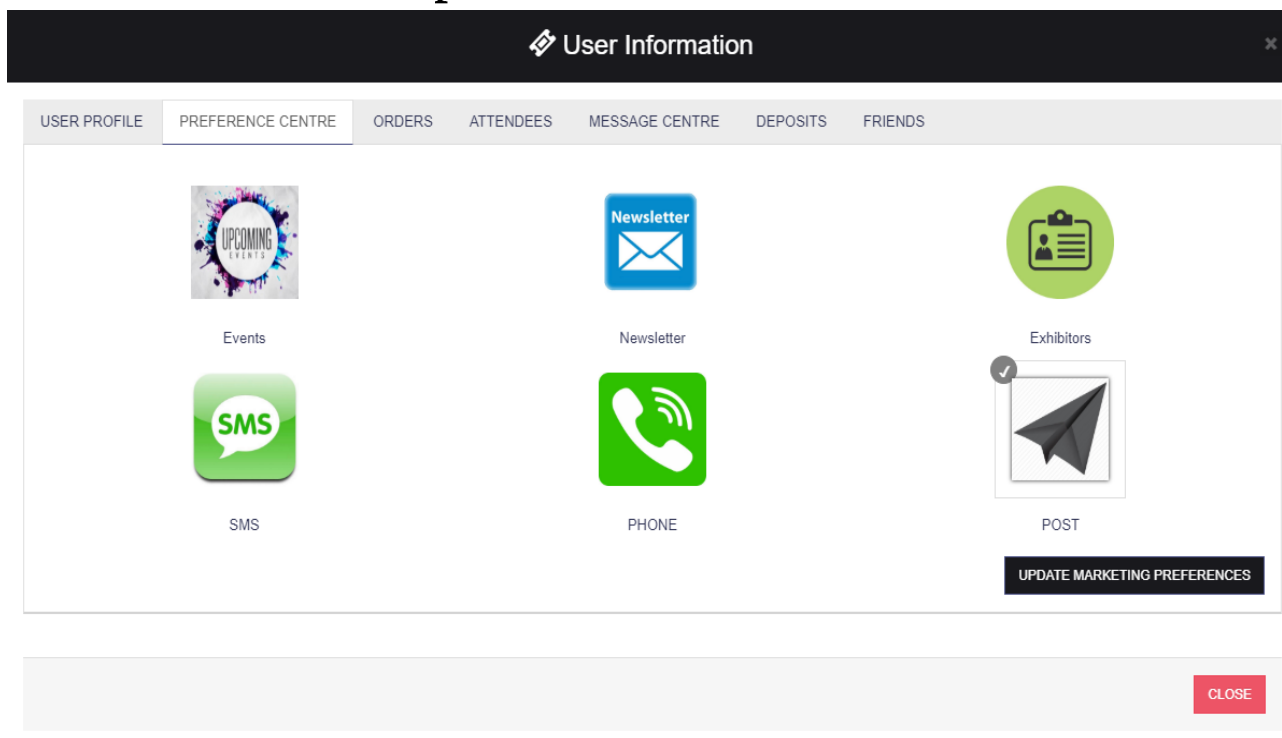 User Information
×
USER PROFILE PREFERENCE CENTRE ORDERS ATTENDEES MESSAGE CENTRE DEPOSITS FRIENDS
UPCOMING
EVENTS
Newsletter
Events Newsletter Exhibitors
SMS
SMS PHONE POST
UPDATE MARKETING PREFERENCES
CLOSE